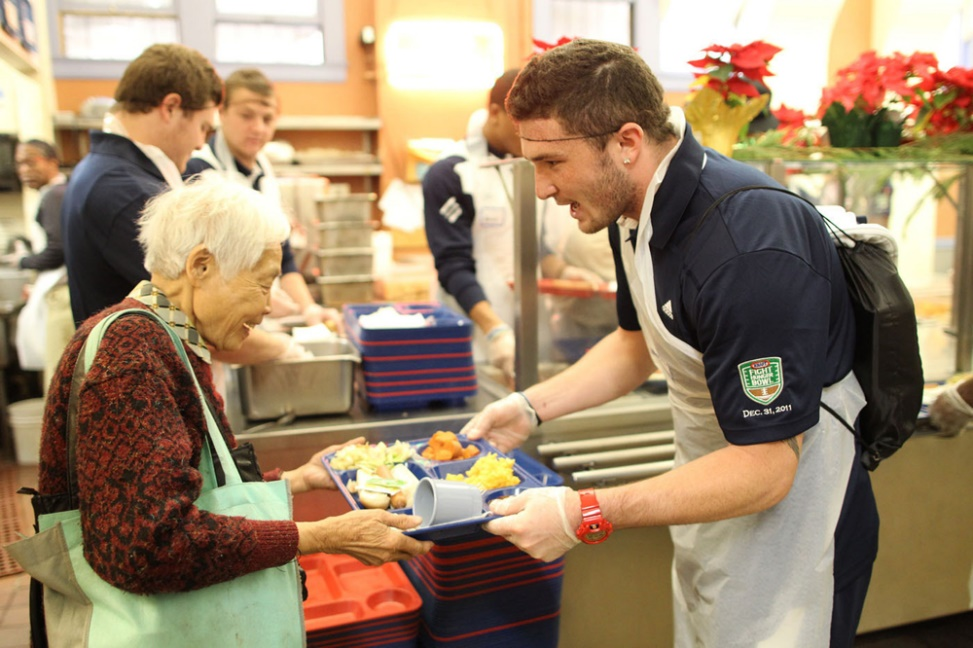 FIGHT
HUNGER
BOWL
DEC. 31, 2011